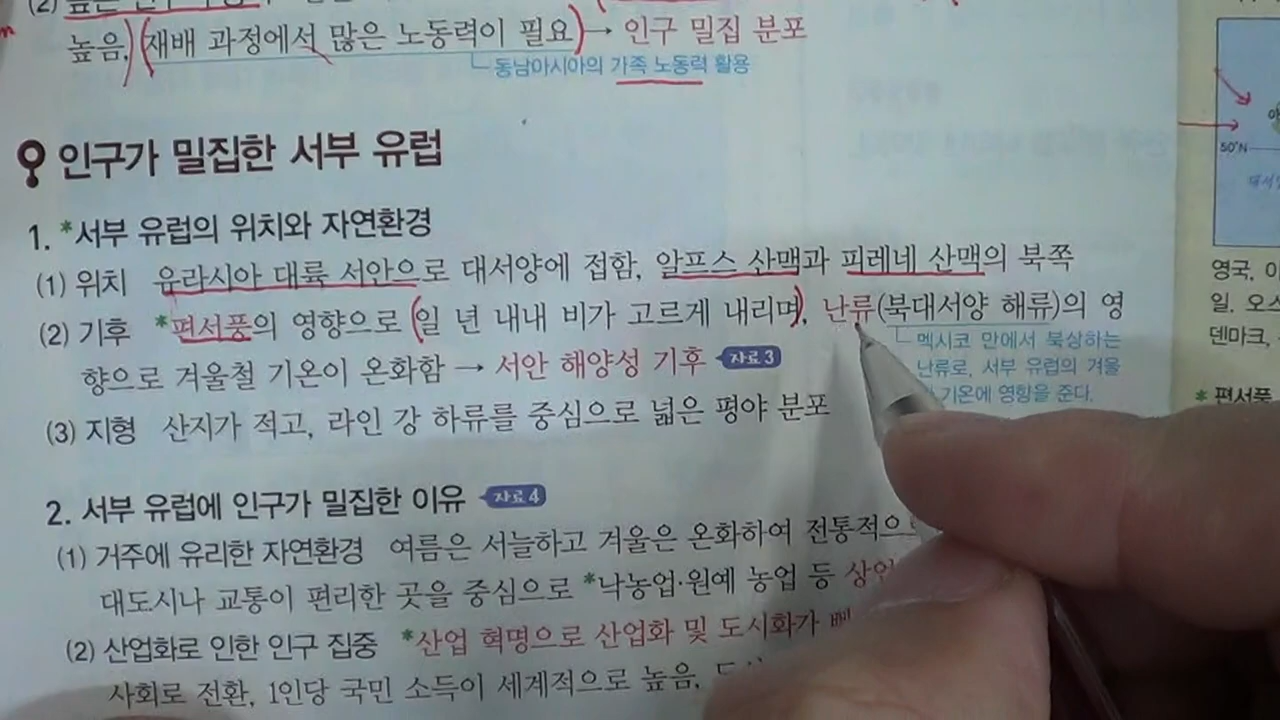 높음, (재배 과정에서 많은 노동력이 필요) → 인구 밀집 분포
동남아시아의 가족 노동력 활용
인구가 밀집한 서부 유럽
1. *서부 유럽의 위치와 자연환경
(1) 위치 유라시아 대륙 서안으로 대서양에 접함, 알프스 산맥과 피레네 산맥의 북쪽
(2) 기후 *편서풍의 영향으로 (일 년 내내 비가 고르게 내리며), 난류(북대서양 해류)의 영
멕시코 만에서 북상하는
향으로 겨울철 기온이 온화함 → 서안 해양성 기후 자료3
난류로, 서부 유럽의 겨울
기온에 영향을 준다.
(3) 지형 산지가 적고, 라인 강 하류를 중심으로 넓은 평야 분포
2. 서부 유럽에 인구가 밀집한 이유 자료4
(1) 거주에 유리한 자연환경 여름은 서늘하고 겨울은 온화하여
대도시나 교통이 편리한 곳을 중심으로 *낙농업·원예 농업 등
(2) 산업화로 인한 인구 집중 *산업 혁명으로 산업화 및 도시화가
사회로 전환, 1인당 국민 소득이 세계적으로 높음,
50°N
영국,
일,
덴마크,
* 편서풍